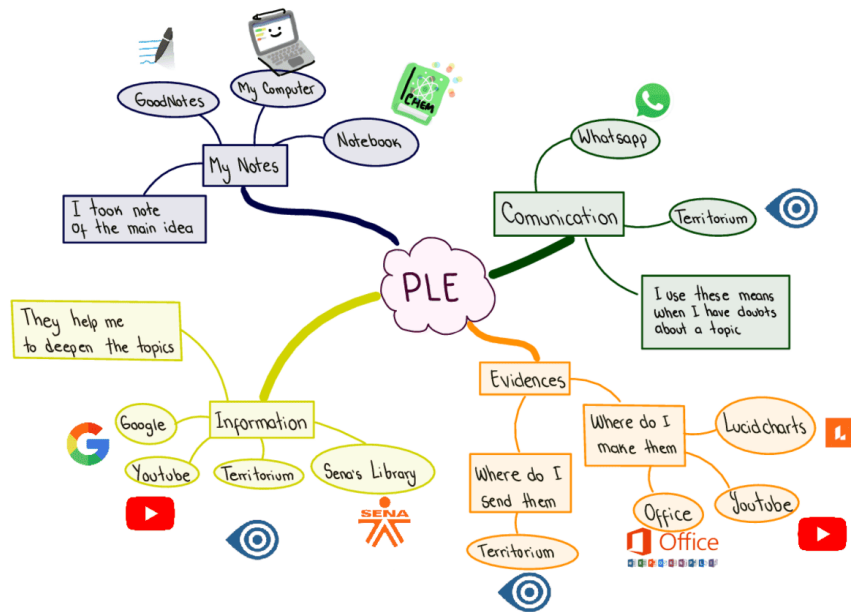 GoodNotes
My Computer
CHEM
Notebook
My Notes
I took note
of the main idea
Whatsapp
Comunication
Territorium
I use these means
when I have doubts
about a topic
PLE
They help me
to deepen the topics
Information
Google
Youtube
Territorium
Sena's Library
SENA
Evidences
Where do I
send them
Territorium
Where do I
make them
Lucidcharts
Office
Youtube
Office